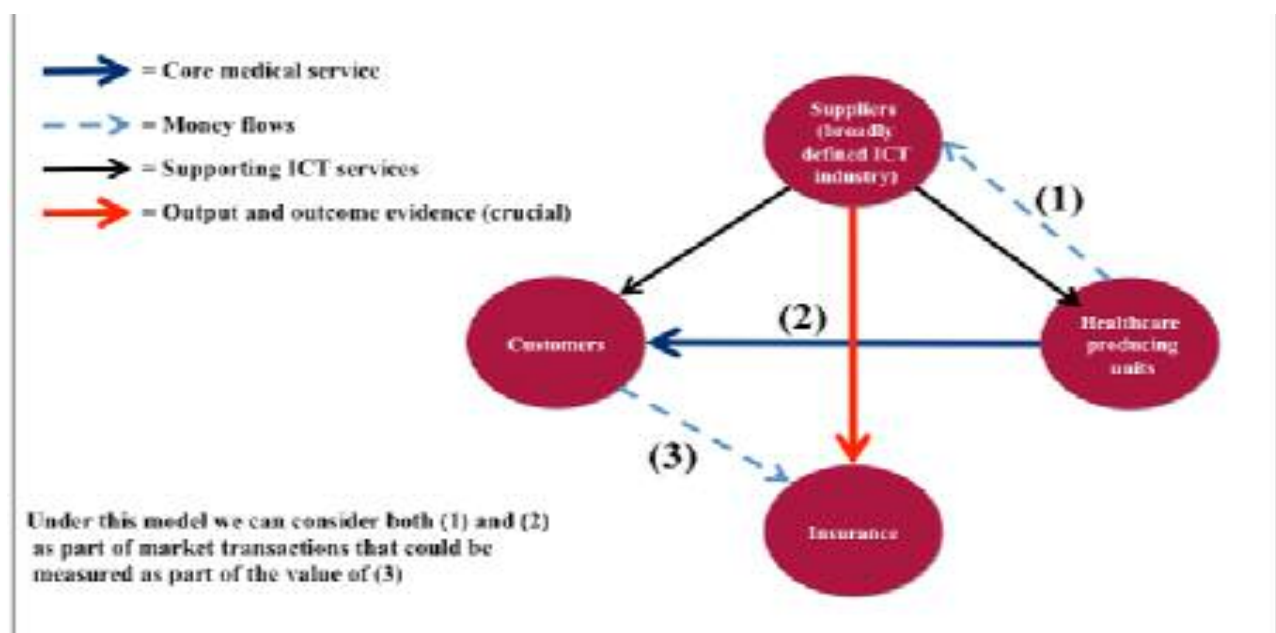 = Core medical service
= Money flows
= Supporting ICT services
= Output and outcome evidence (crucial)
Suppliers
(broadly
defined ICT
industry)
(1)
(2)
Customers
Healthcare
producing
units
(3)
Insurance
Under this model we can consider both (1) and (2)
as part of market transactions that could be
measured as part of the value of (3)